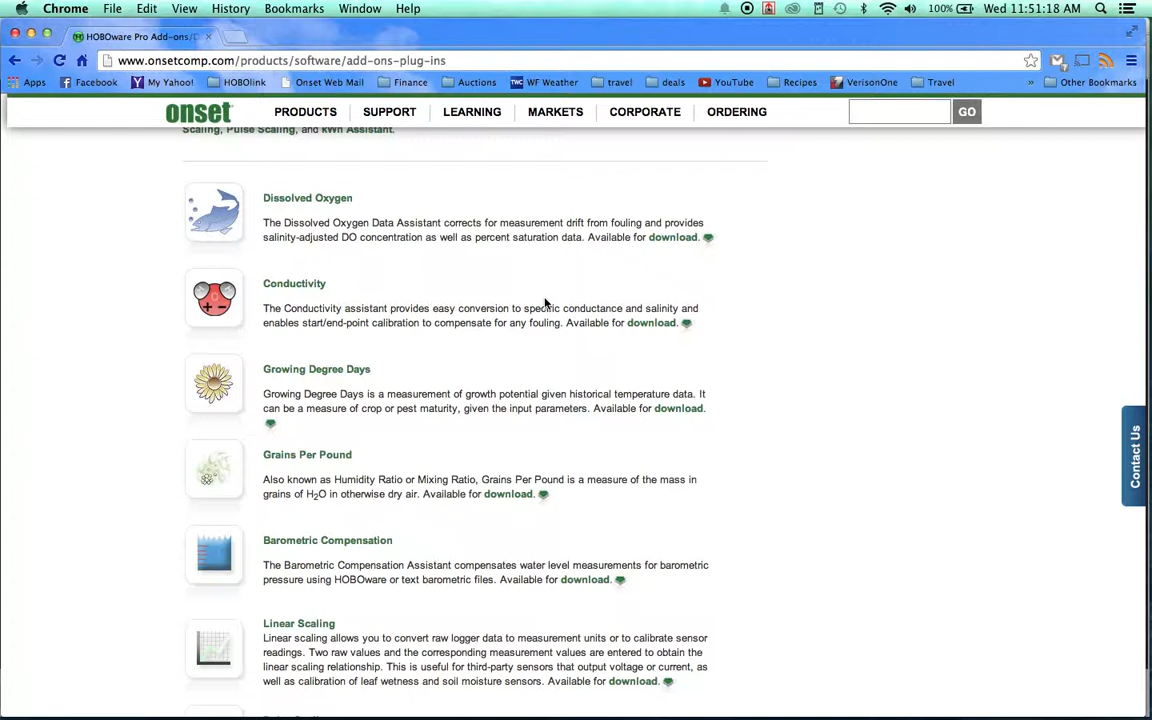 Chrome File Edit View History Bookmarks Window Help 100% Wed 11:51:18 AM
HOBOware Pro Add-ons/
www.onsetcomp.com/products/software/add-ons-plug-ins
Apps Facebook My Yahoo! HOBOlink Onset Web Mail Finance Auctions WF Weather travel deals YouTube Recipes VerisonOne Travel » Other Bookmarks
onset PRODUCTS SUPPORT LEARNING MARKETS CORPORATE ORDERING GO
Scaling, Pulse Scaling, and kWh Assistant.
Dissolved Oxygen
The Dissolved Oxygen Data Assistant corrects for measurement drift from fouling and provides
salinity-adjusted DO concentration as well as percent saturation data. Available for download.
Conductivity
The Conductivity assistant provides easy conversion to specific conductance and salinity and
enables start/end-point calibration to compensate for any fouling. Available for download.
Growing Degree Days
Growing Degree Days is a measurement of growth potential given historical temperature data. It
can be a measure of crop or pest maturity, given the input parameters. Available for download.
Contact Us
Grains Per Pound
Also known as Humidity Ratio or Mixing Ratio, Grains Per Pound is a measure of the mass in
grains of H2O in otherwise dry air. Available for download.
Barometric Compensation
The Barometric Compensation Assistant compensates water level measurements for barometric
pressure using HOBOware or text barometric files. Available for download.
Linear Scaling
Linear scaling allows you to convert raw logger data to measurement units or to calibrate sensor
readings. Two raw values and the corresponding measurement values are entered to obtain the
linear scaling relationship. This is useful for third-party sensors that output voltage or current, as
well as calibration of leaf wetness and soil moisture sensors. Available for download.